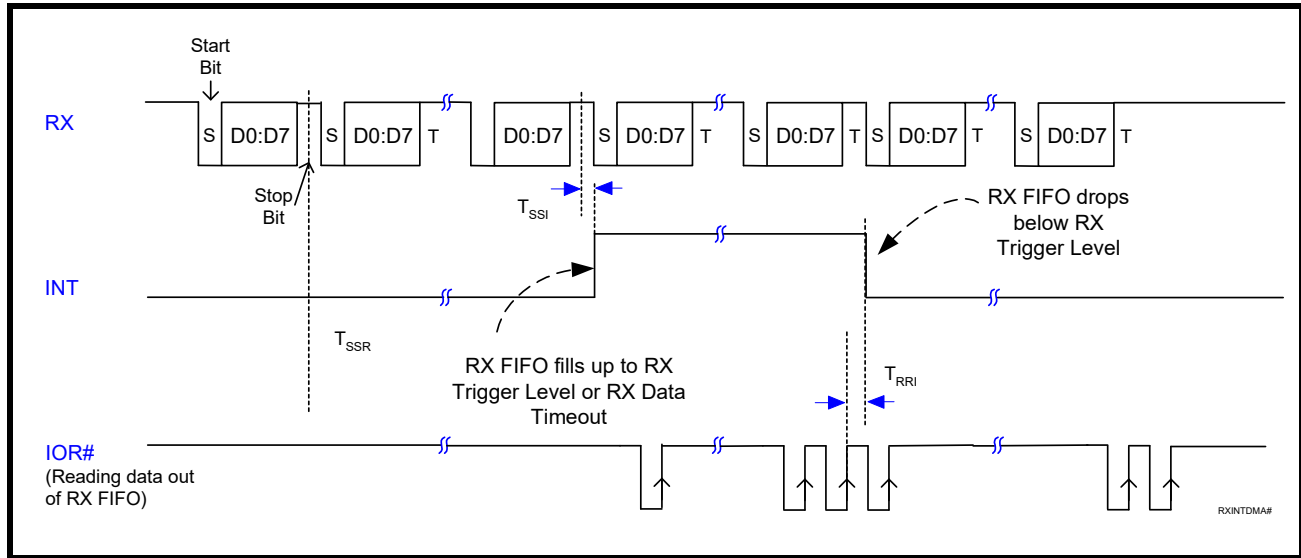 Start
Bit
RX
S D0:D7 S D0:D7 T D0:D7 S D0:D7 T S D0:D7 T S D0:D7 T S D0:D7 T
Stop
Bit
TSSI
RX FIFO drops
below RX
Trigger Level
INT
TSSR
RX FIFO fills up to RX
Trigger Level or RX Data
Timeout
TRRI
IOR#
(Reading data out
of RX FIFO)
RXINTDMA#